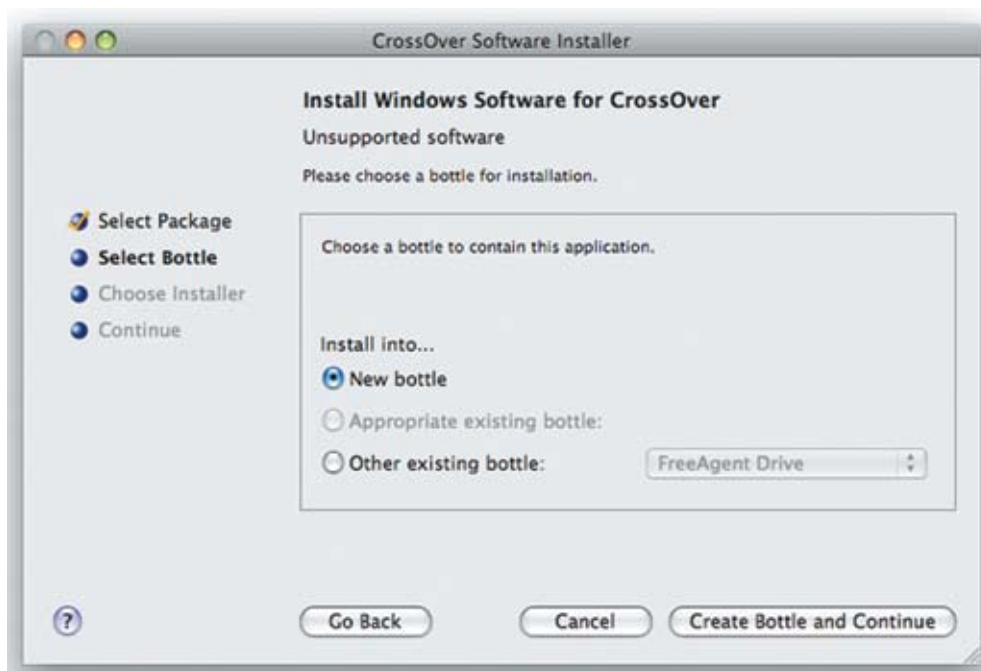 CrossOver Software Installer
Install Windows Software for CrossOver
Unsupported software
Please choose a bottle for installation.
Select Package
Select Bottle
Choose Installer
Continue
Choose a bottle to contain this application.
Install into...
New bottle
Appropriate existing bottle:
Other existing bottle: FreeAgent Drive
? Go Back Cancel Create Bottle and Continue